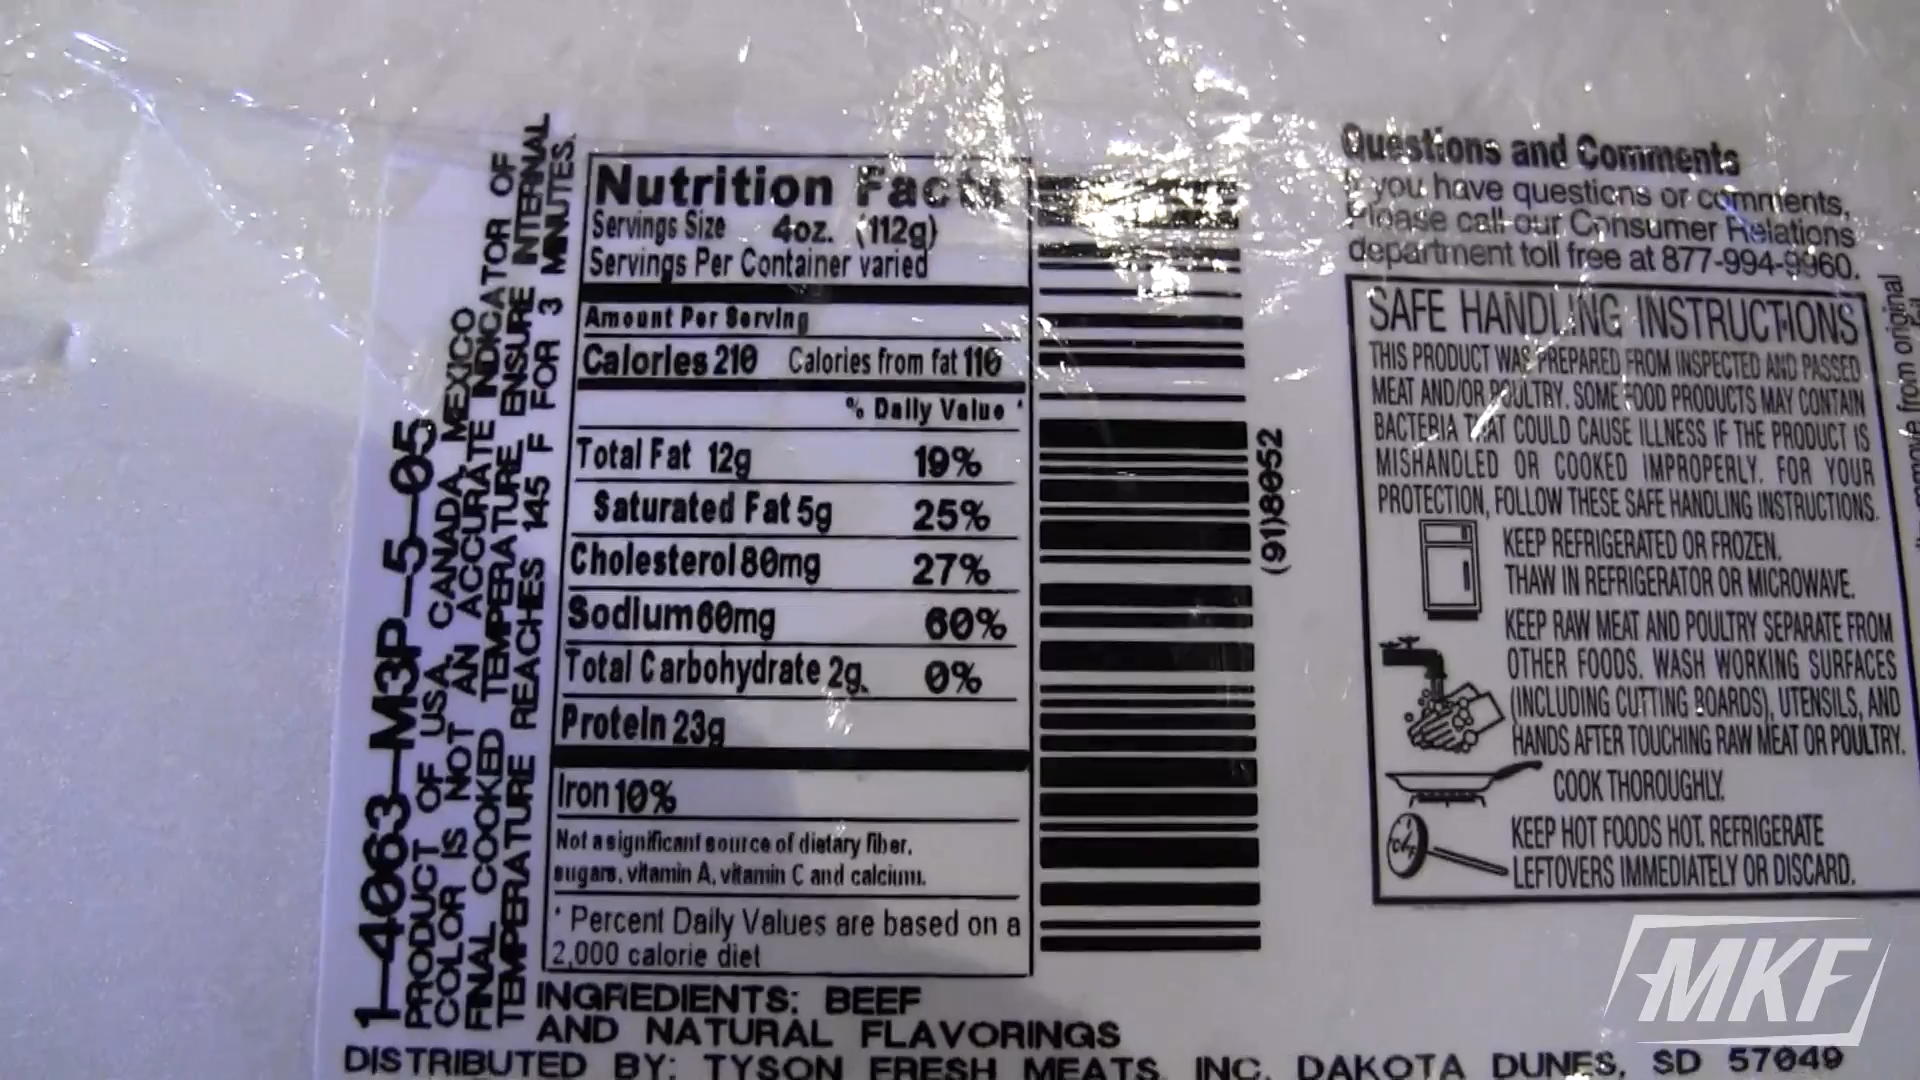 1-4063-M3P-5-05
PRODUCT OF USA, CANADA, MEXICO
COLOR IS NOT AN ACCURATE INDICATOR OF
FINAL COOKED TEMPERATURE. ENSURE INTERNAL
TEMPERATURE REACHES 145 F FOR 3 MINUTES.
Nutrition Facts
Servings Size 4oz. (112g)
Servings Per Container varied
Amount Per Serving
Calories 210 Calories from fat 110
% Daily Value *
Total Fat 12g 19%
Saturated Fat 5g 25%
Cholesterol 80mg 27%
Sodium 60mg 60%
Total Carbohydrate 2g. 0%
Protein 23g
Iron 10%
Not a significant source of dietary fiber,
sugars, vitamin A, vitamin C and calcium.
* Percent Daily Values are based on a
2,000 calorie diet
INGREDIENTS: BEEF
AND NATURAL FLAVORINGS
DISTRIBUTED BY: TYSON FRESH MEATS, INC. DAKOTA DUNES, SD 57049
(91)8052
Questions and Comments
If you have questions or comments,
Please call our Consumer Relations
department toll free at 877-994-9960.
SAFE HANDLING INSTRUCTIONS
THIS PRODUCT WAS PREPARED FROM INSPECTED AND PASSED
MEAT AND/OR POULTRY. SOME FOOD PRODUCTS MAY CONTAIN
BACTERIA THAT COULD CAUSE ILLNESS IF THE PRODUCT IS
MISHANDLED OR COOKED IMPROPERLY. FOR YOUR
PROTECTION, FOLLOW THESE SAFE HANDLING INSTRUCTIONS.
KEEP REFRIGERATED OR FROZEN.
THAW IN REFRIGERATOR OR MICROWAVE.
KEEP RAW MEAT AND POULTRY SEPARATE FROM
OTHER FOODS. WASH WORKING SURFACES
(INCLUDING CUTTING BOARDS), UTENSILS, AND
HANDS AFTER TOUCHING RAW MEAT OR POULTRY.
COOK THOROUGHLY.
KEEP HOT FOODS HOT. REFRIGERATE
LEFTOVERS IMMEDIATELY OR DISCARD.
from original
MKF